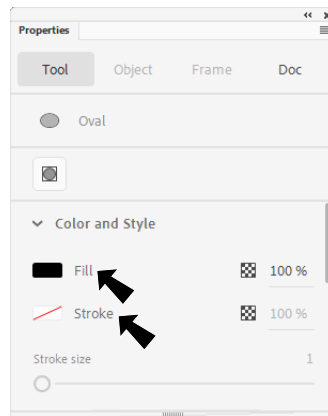 Properties
Tool Object Frame Doc
Oval
Color and Style
Fill 100 %
Stroke 100 %
Stroke size 1